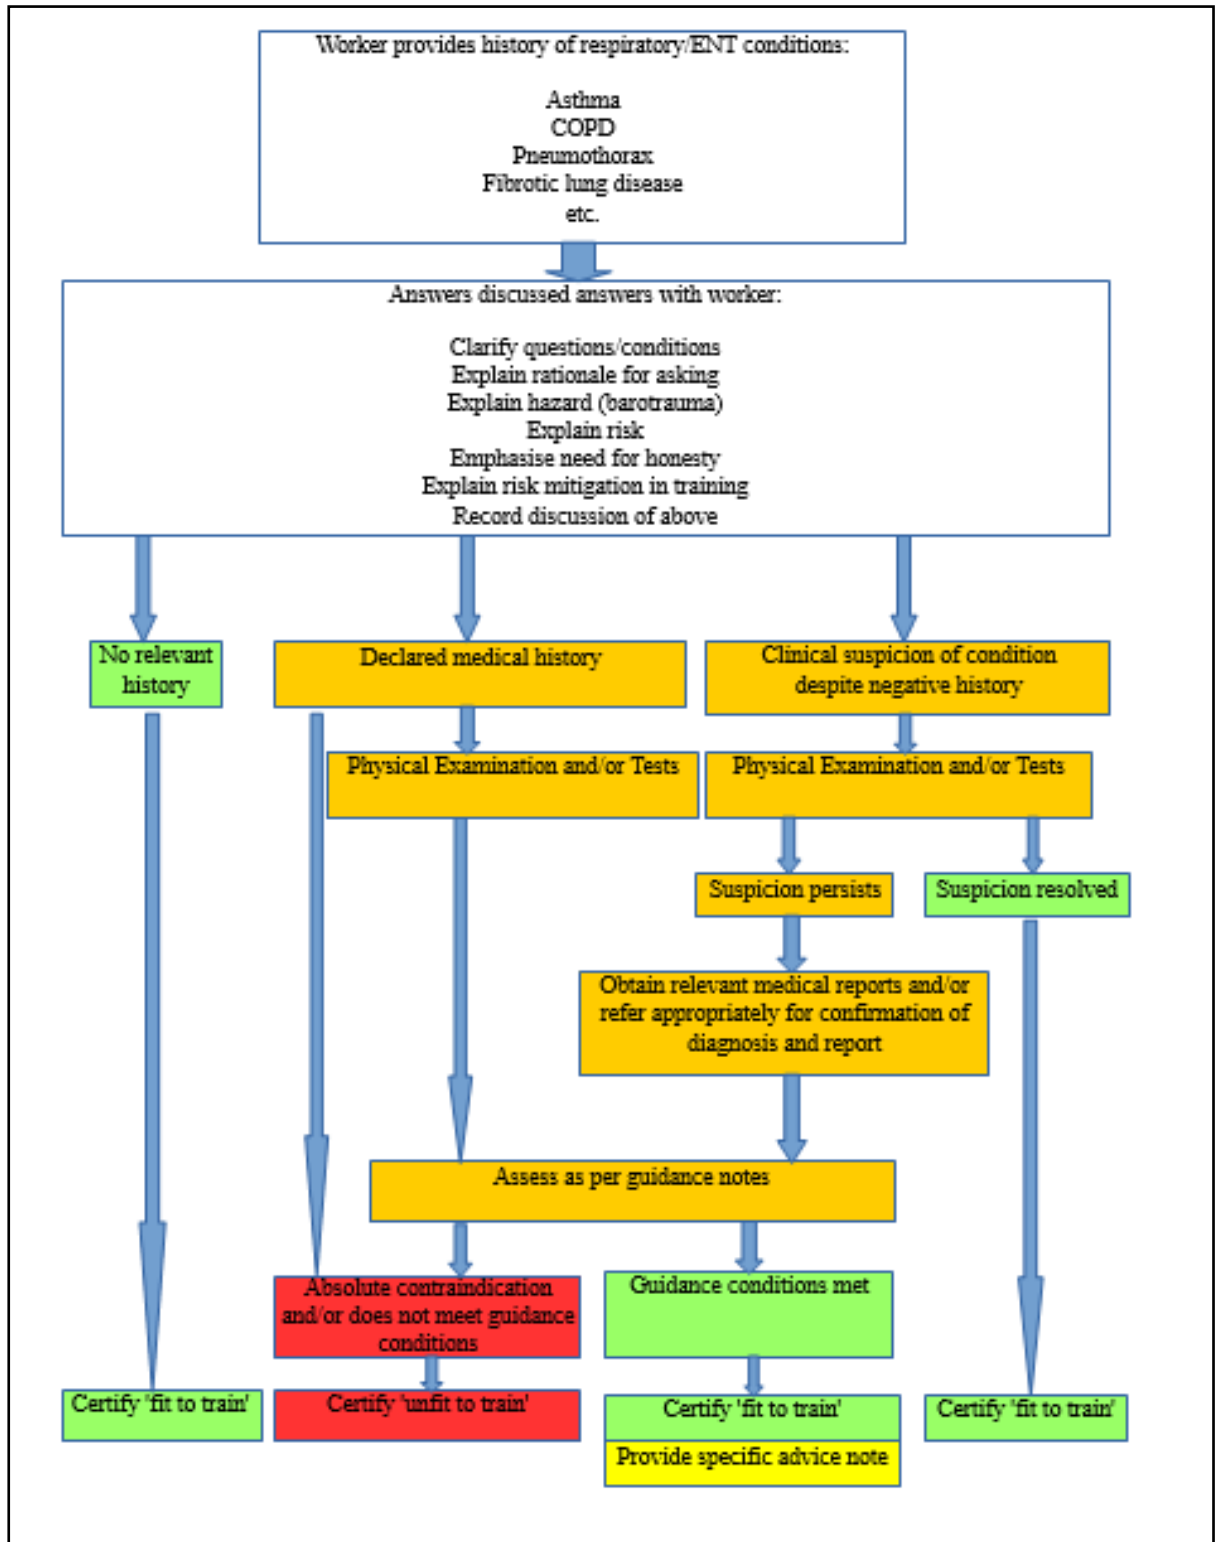 Worker provides history of respiratory/ENT conditions:
Asthma
COPD
Pneumothorax
Fibrotic lung disease
etc.
Answers discussed answers with worker:
Clarify questions/conditions
Explain rationale for asking
Explain hazard (barotrauma)
Explain risk
Emphasise need for honesty
Explain risk mitigation in training
Record discussion of above
No relevant
history
Declared medical history
Clinical suspicion of condition
despite negative history
Physical Examination and/or Tests
Physical Examination and/or Tests
Suspicion persists
Suspicion resolved
Obtain relevant medical reports and/or
refer appropriately for confirmation of
diagnosis and report
Assess as per guidance notes
Absolute contraindication
and/or does not meet guidance
conditions
Guidance conditions met
Certify 'fit to train'
Certify 'unfit to train'
Certify 'fit to train'
Provide specific advice note
Certify 'fit to train'